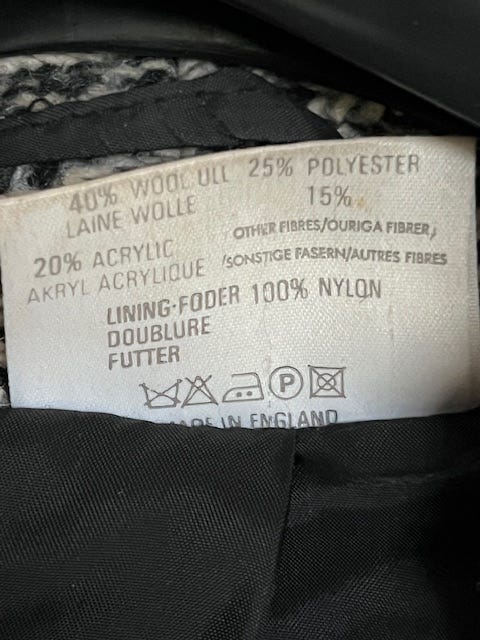 40% WOOL ULL 25% POLYESTER
LAINE WOLLE 15%
20% ACRYLIC OTHER FIBRES/OURIGA FIBRER,
AKRYL ACRYLIQUE /SONSTIGE FASERN/AUTRES FIBRES
LINING-FODER 100% NYLON
DOUBLURE
FUTTER
P
MADE IN ENGLAND